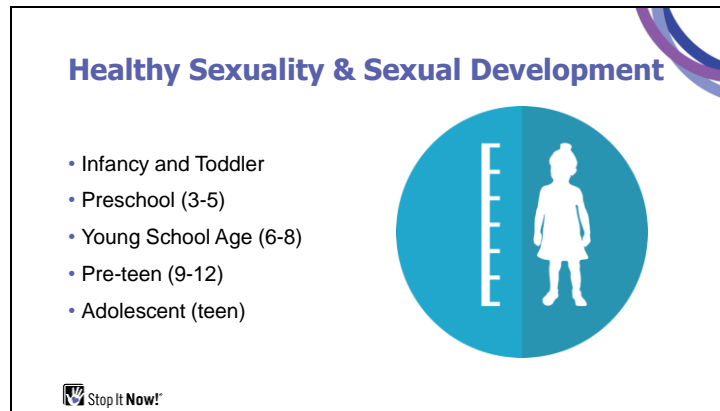 Healthy Sexuality & Sexual Development
• Infancy and Toddler
• Preschool (3-5)
• Young School Age (6-8)
• Pre-teen (9-12)
• Adolescent (teen)
Stop It Now!®